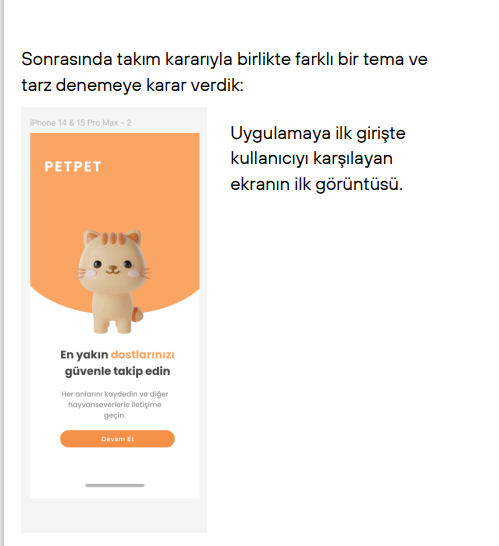 Sonrasında takım kararıyla birlikte farklı bir tema ve
tarz denemeye karar verdik:
iPhone 14 & 15 Pro Max - 2
PETPET
En yakın dostlarınızı
güvenle takip edin
Her anlarını kaydedin ve diğer
hayvanseverlerle iletişime
geçin.
Devam Et
Uygulamaya ilk girişte
kullanıcıyı karşılayan
ekranın ilk görüntüsü.